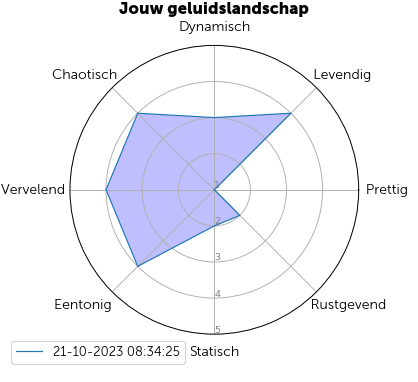 Jouw geluidslandschap
Dynamisch
Chaotisch
Levendig
Vervelend
1
Prettig
2
3
Eentonig
4
Rustgevend
5
21-10-2023 08:34:25
Statisch